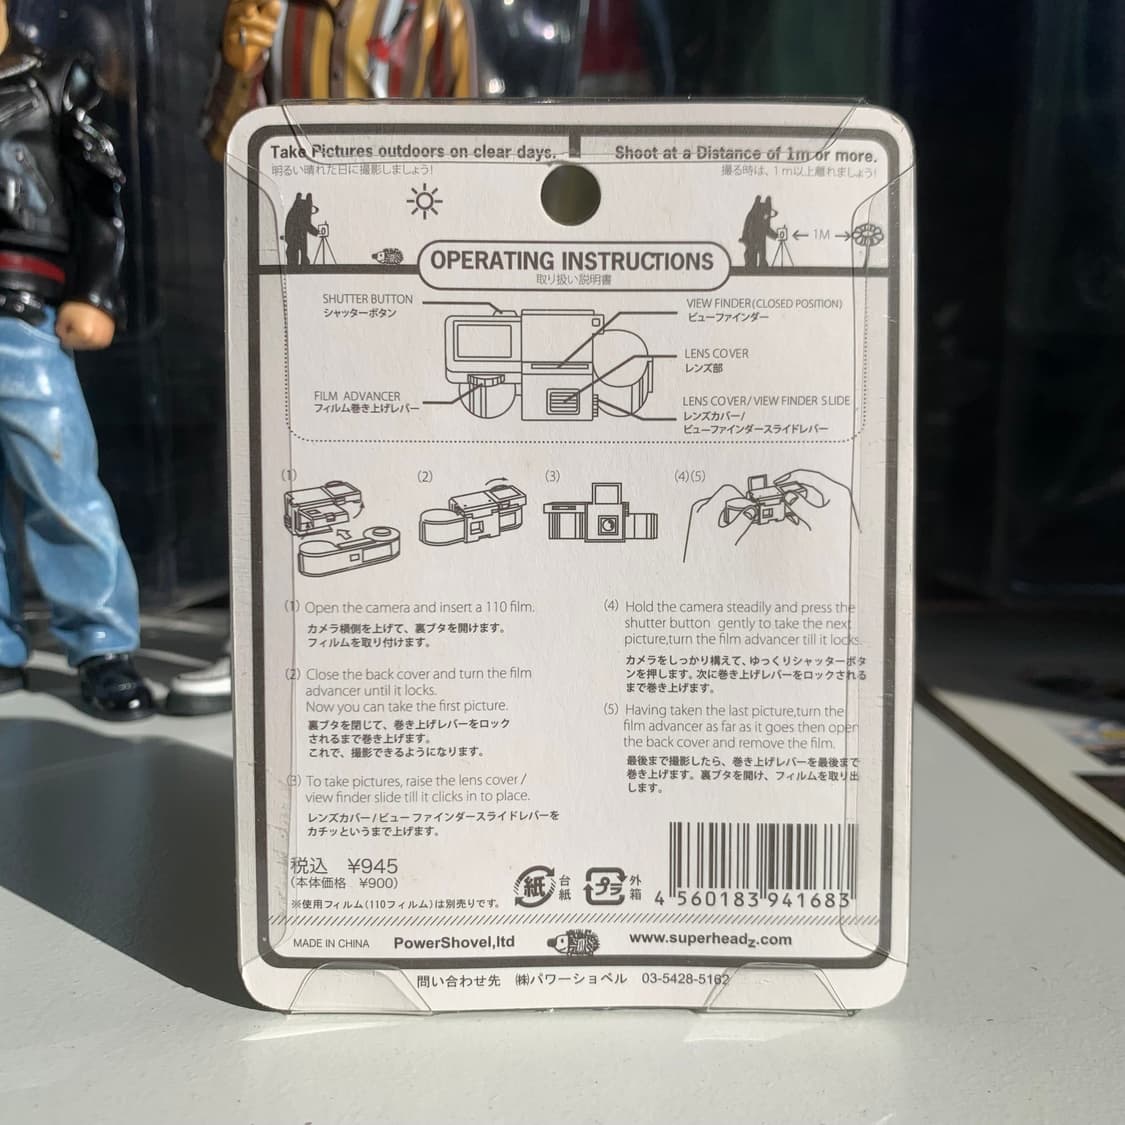 Take Pictures outdoors on clear days.
明るい晴れた日に撮影しましょう!
Shoot at a Distance of 1m or more.
撮る時は、1m以上離れましょう!
1M
OPERATING INSTRUCTIONS
取り扱い説明書
SHUTTER BUTTON
シャッターボタン
VIEW FINDER(CLOSED POSITION)
ビューファインダー
LENS COVER
レンズ部
FILM ADVANCER
フィルム巻き上げレバー
LENS COVER/VIEW FINDER SLIDE
レンズカバー/
ビューファインダースライドレバー
(1)
(2)
(3)
(4)(5)
(1) Open the camera and insert a 110 film.
カメラ横側を上げて、裏ブタを開けます。
フィルムを取り付けます。
(2) Close the back cover and turn the film
advancer until it locks.
Now you can take the first picture.
裏ブタを閉じて、巻き上げレバーをロック
されるまで巻き上げます。
これで、撮影できるようになります。
(3) To take pictures, raise the lens cover/
view finder slide till it clicks in to place.
レンズカバー/ビューファインダースライドレバーを
カチッというまで上げます。
(4) Hold the camera steadily and press the
shutter button gently to take the next
picture,turn the film advancer till it locks.
カメラをしっかり構えて、ゆっくりシャッターボタ
ンを押します。次に巻き上げレバーをロックされる
まで巻き上げます。
(5) Having taken the last picture,turn the
film advancer as far as it goes then open
the back cover and remove the film.
最後まで撮影したら、巻き上げレバーを最後まで
巻き上げます。裏ブタを開け、フィルムを取り出
します。
税込 ¥945
(本体価格 ¥900)
※使用フィルム(110フィルム)は別売りです。
紙
台紙
プラ
外箱
4 560183 941683
MADE IN CHINA
PowerShovel,ltd
www.superheadz.com
問い合わせ先 ㈱パワーショベル 03-5428-5162